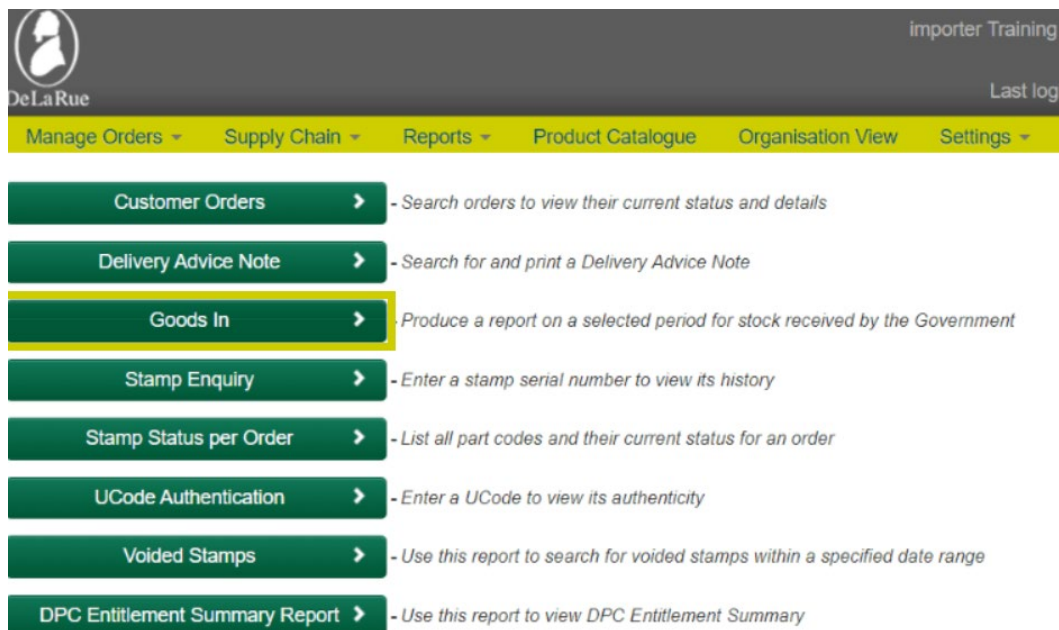 importer Training
DeLaRue
Last log
Manage Orders Supply Chain Reports Product Catalogue Organisation View Settings
Customer Orders - Search orders to view their current status and details
Delivery Advice Note - Search for and print a Delivery Advice Note
Goods In - Produce a report on a selected period for stock received by the Government
Stamp Enquiry - Enter a stamp serial number to view its history
Stamp Status per Order - List all part codes and their current status for an order
UCode Authentication - Enter a UCode to view its authenticity
Voided Stamps - Use this report to search for voided stamps within a specified date range
DPC Entitlement Summary Report - Use this report to view DPC Entitlement Summary